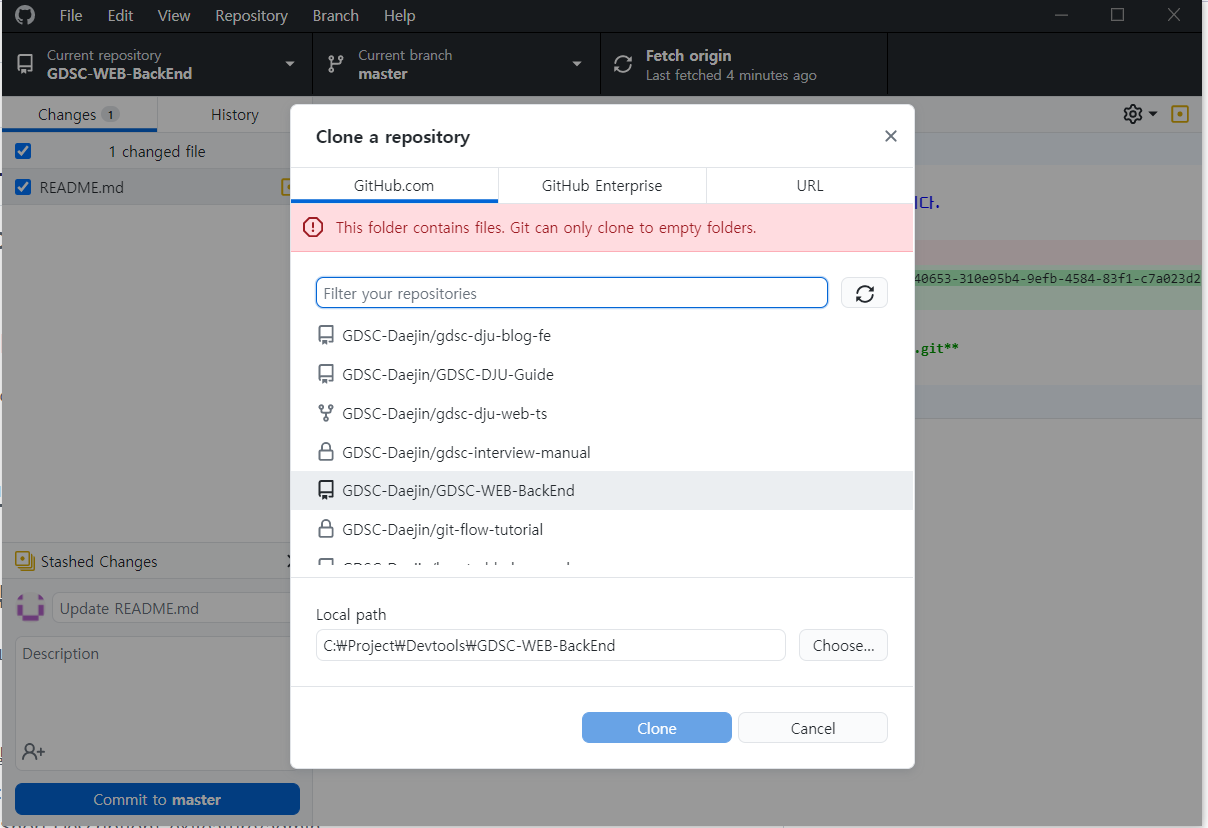 File Edit View Repository Branch Help
Current repository
GDSC-WEB-BackEnd
Current branch
master
Fetch origin
Last fetched 4 minutes ago
Changes 1
History
1 changed file
README.md
Clone a repository
GitHub.com
GitHub Enterprise
URL
This folder contains files. Git can only clone to empty folders.
Filter your repositories
GDSC-Daejin/gdsc-dju-blog-fe
GDSC-Daejin/GDSC-DJU-Guide
GDSC-Daejin/gdsc-dju-web-ts
GDSC-Daejin/gdsc-interview-manual
GDSC-Daejin/GDSC-WEB-BackEnd
GDSC-Daejin/git-flow-tutorial
Local path
C:₩Project₩Devtools₩GDSC-WEB-BackEnd
Choose...
Clone
Cancel
다.
40653-310e95b4-9efb-4584-83f1-c7a023d2
.git**
Stashed Changes
Update README.md
Description
Commit to master